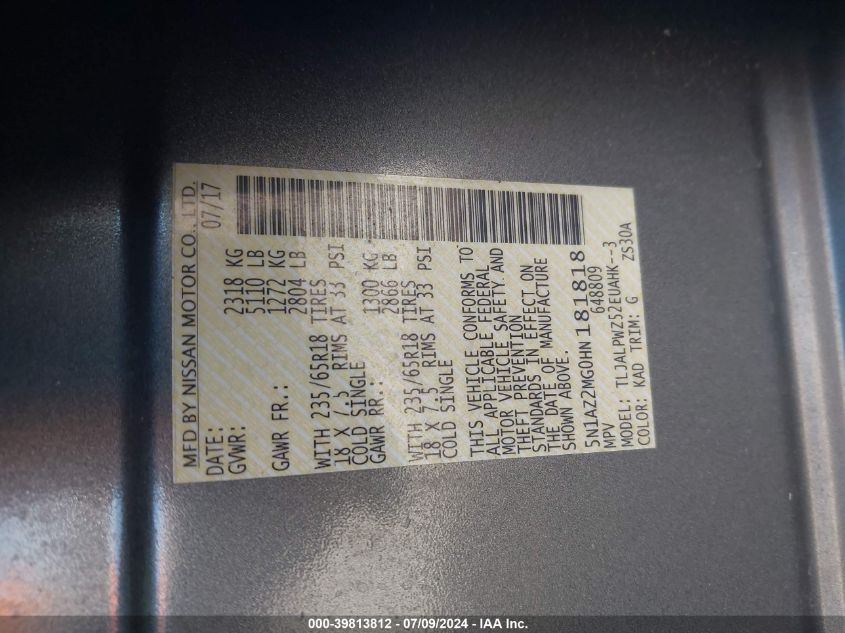 MFD BY NISSAN MOTOR CO., LTD.
DATE: 07/17
GVWR: 2318 KG
5110 LB
GAWR FR.: 1272 KG
2804 LB
WITH 235/65R18 TIRES
18 X 7.5 RIMS AT 33 PSI
COLD SINGLE
GAWR RR.: 1300 KG
2866 LB
WITH 235/65R18 TIRES
18 X 7.5 RIMS AT 33 PSI
COLD SINGLE
THIS VEHICLE CONFORMS TO
ALL APPLICABLE FEDERAL
MOTOR VEHICLE SAFETY AND
THEFT PREVENTION
STANDARDS IN EFFECT ON
THE DATE OF MANUFACTURE
SHOWN ABOVE.
5N1AZ2MG0HN181818
MPV 648809
MODEL: TLJALPWZ52EUAHK--3
COLOR: KAD TRIM: G ZS30A
000-39813812 - 07/09/2024 - IAA Inc.